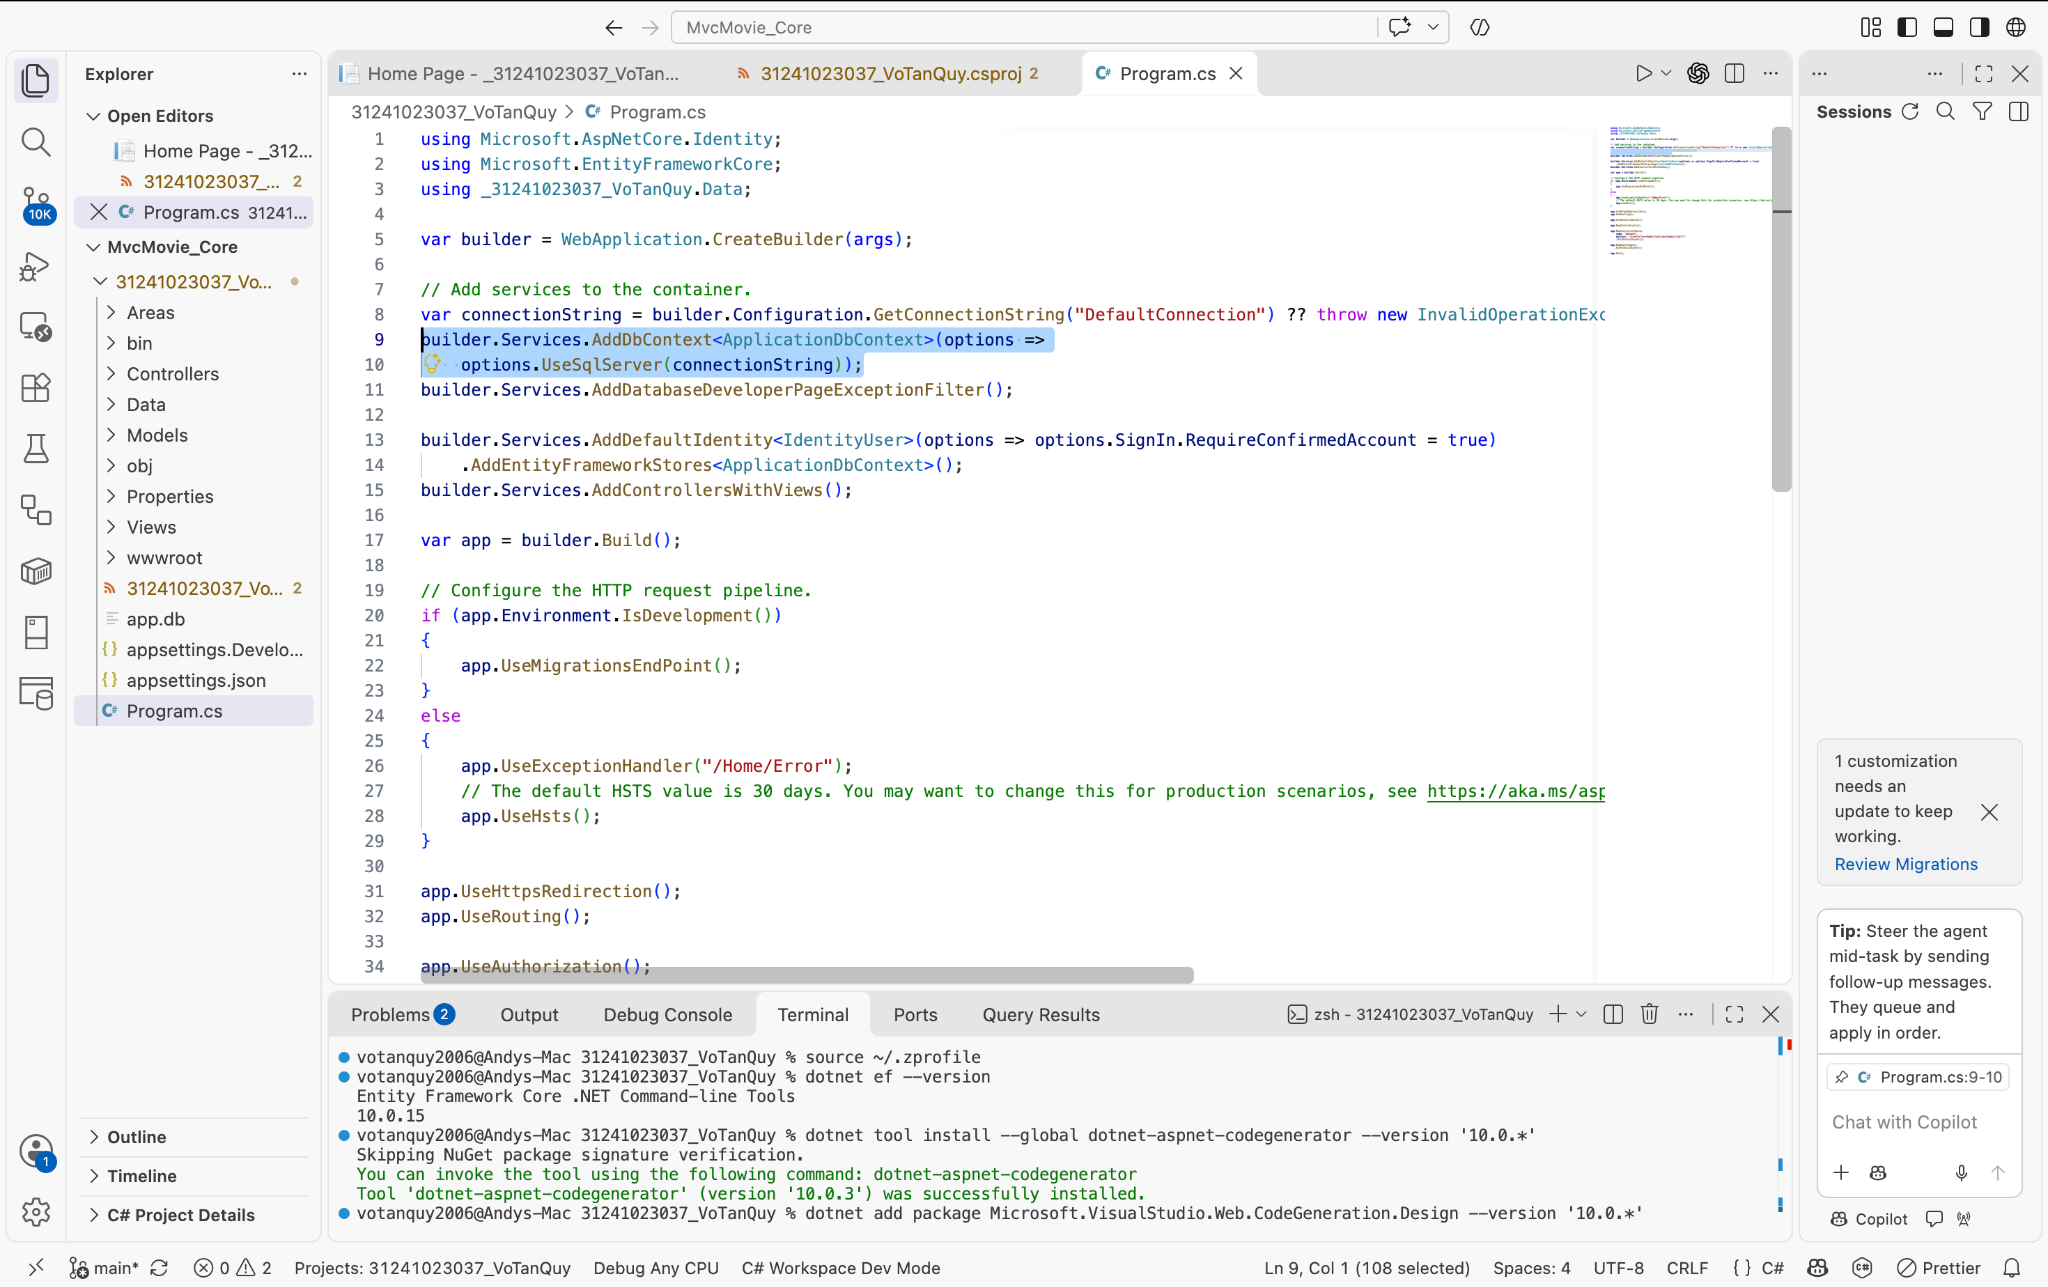 MvcMovie_Core
Explorer
Open Editors
Home Page - _312...
31241023037_... 2
Program.cs 31241...
10K
MvcMovie_Core
31241023037_Vo...
Areas
bin
Controllers
Data
Models
obj
Properties
Views
wwwroot
31241023037_Vo... 2
app.db
appsettings.Develo...
appsettings.json
Program.cs
Outline
Timeline
C# Project Details
1
Home Page - _31241023037_VoTan...
31241023037_VoTanQuy.csproj 2
Program.cs
31241023037_VoTanQuy > Program.cs
1 using Microsoft.AspNetCore.Identity;
2 using Microsoft.EntityFrameworkCore;
3 using _31241023037_VoTanQuy.Data;
4
5 var builder = WebApplication.CreateBuilder(args);
6
7 // Add services to the container.
8 var connectionString = builder.Configuration.GetConnectionString("DefaultConnection") ?? throw new InvalidOperationExc
9 builder.Services.AddDbContext<ApplicationDbContext>(options =>
10 options.UseSqlServer(connectionString));
11 builder.Services.AddDatabaseDeveloperPageExceptionFilter();
12
13 builder.Services.AddDefaultIdentity<IdentityUser>(options => options.SignIn.RequireConfirmedAccount = true)
14 .AddEntityFrameworkStores<ApplicationDbContext>();
15 builder.Services.AddControllersWithViews();
16
17 var app = builder.Build();
18
19 // Configure the HTTP request pipeline.
20 if (app.Environment.IsDevelopment())
21 {
22 app.UseMigrationsEndPoint();
23 }
24 else
25 {
26 app.UseExceptionHandler("/Home/Error");
27 // The default HSTS value is 30 days. You may want to change this for production scenarios, see https://aka.ms/asp
28 app.UseHsts();
29 }
30
31 app.UseHttpsRedirection();
32 app.UseRouting();
33
34 app.UseAuthorization();
Problems 2 Output Debug Console Terminal Ports Query Results
zsh - 31241023037_VoTanQuy
votanquy2006@Andys-Mac 31241023037_VoTanQuy % source ~/.zprofile
votanquy2006@Andys-Mac 31241023037_VoTanQuy % dotnet ef --version
Entity Framework Core .NET Command-line Tools
10.0.15
votanquy2006@Andys-Mac 31241023037_VoTanQuy % dotnet tool install --global dotnet-aspnet-codegenerator --version '10.0.*'
Skipping NuGet package signature verification.
You can invoke the tool using the following command: dotnet-aspnet-codegenerator
Tool 'dotnet-aspnet-codegenerator' (version '10.0.3') was successfully installed.
votanquy2006@Andys-Mac 31241023037_VoTanQuy % dotnet add package Microsoft.VisualStudio.Web.CodeGeneration.Design --version '10.0.*'
Sessions
1 customization
needs an
update to keep
working.
Review Migrations
Tip: Steer the agent
mid-task by sending
follow-up messages.
They queue and
apply in order.
Program.cs:9-10
Chat with Copilot
Copilot
main* 0 2 Projects: 31241023037_VoTanQuy Debug Any CPU C# Workspace Dev Mode
Ln 9, Col 1 (108 selected) Spaces: 4 UTF-8 CRLF { } C# Prettier